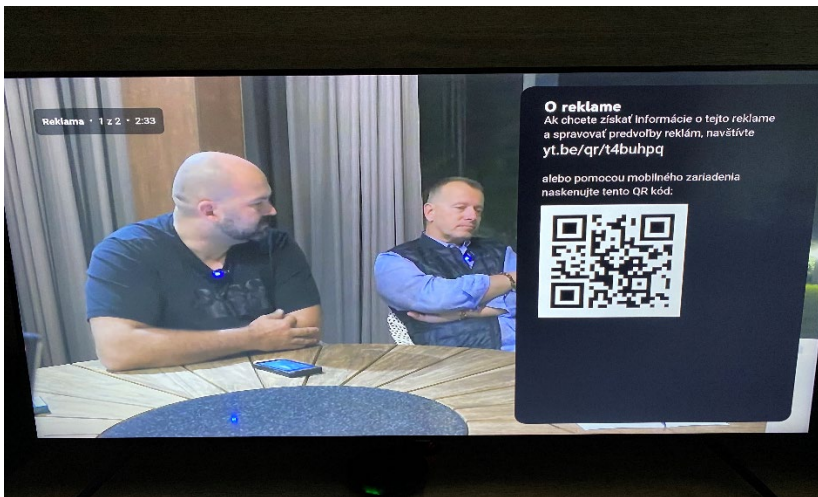 Reklama · 1 z 2 · 2:33
O reklame
Ak chcete získať Informácie o tejto reklame
a spravovať predvoľby reklám, navštívte
yt.be/qr/t4buhpq
alebo pomocou mobilného zariadenia
naskenujte tento QR kód: